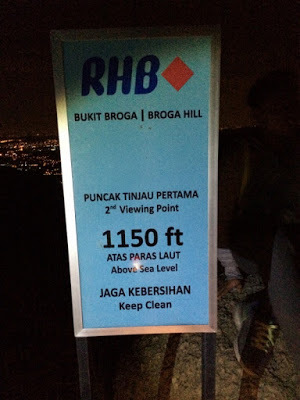 RHB
BUKIT BROGA | BROGA HILL
PUNCAK TINJAU PERTAMA
2nd Viewing Point
1150 ft
ATAS PARAS LAUT
Above Sea Level
JAGA KEBERSIHAN
Keep Clean